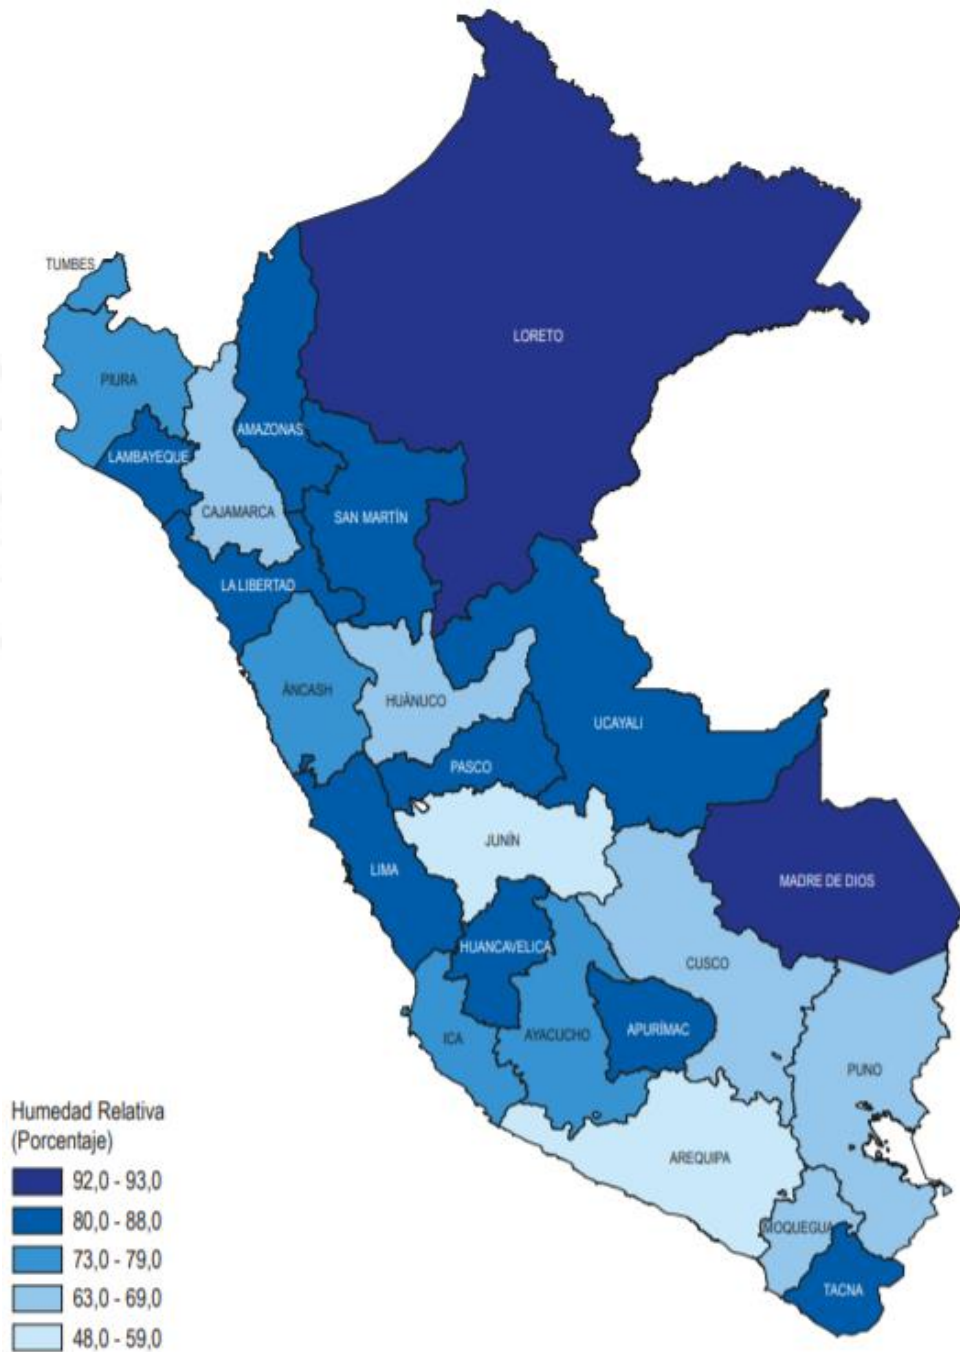 TUMBES
LORETO
PIURA
AMAZONAS
LAMBAYEQUE
CAJAMARCA
SAN MARTÍN
LA LIBERTAD
ÁNCASH
HUÁNUCO
UCAYALI
PASCO
JUNÍN
LIMA
MADRE DE DIOS
HUANCAVELICA
CUSCO
ICA
AYACUCHO
APURÍMAC
PUNO
AREQUIPA
MOQUEGUA
TACNA
Humedad Relativa
(Porcentaje)
92,0 - 93,0
80,0 - 88,0
73,0 - 79,0
63,0 - 69,0
48,0 - 59,0